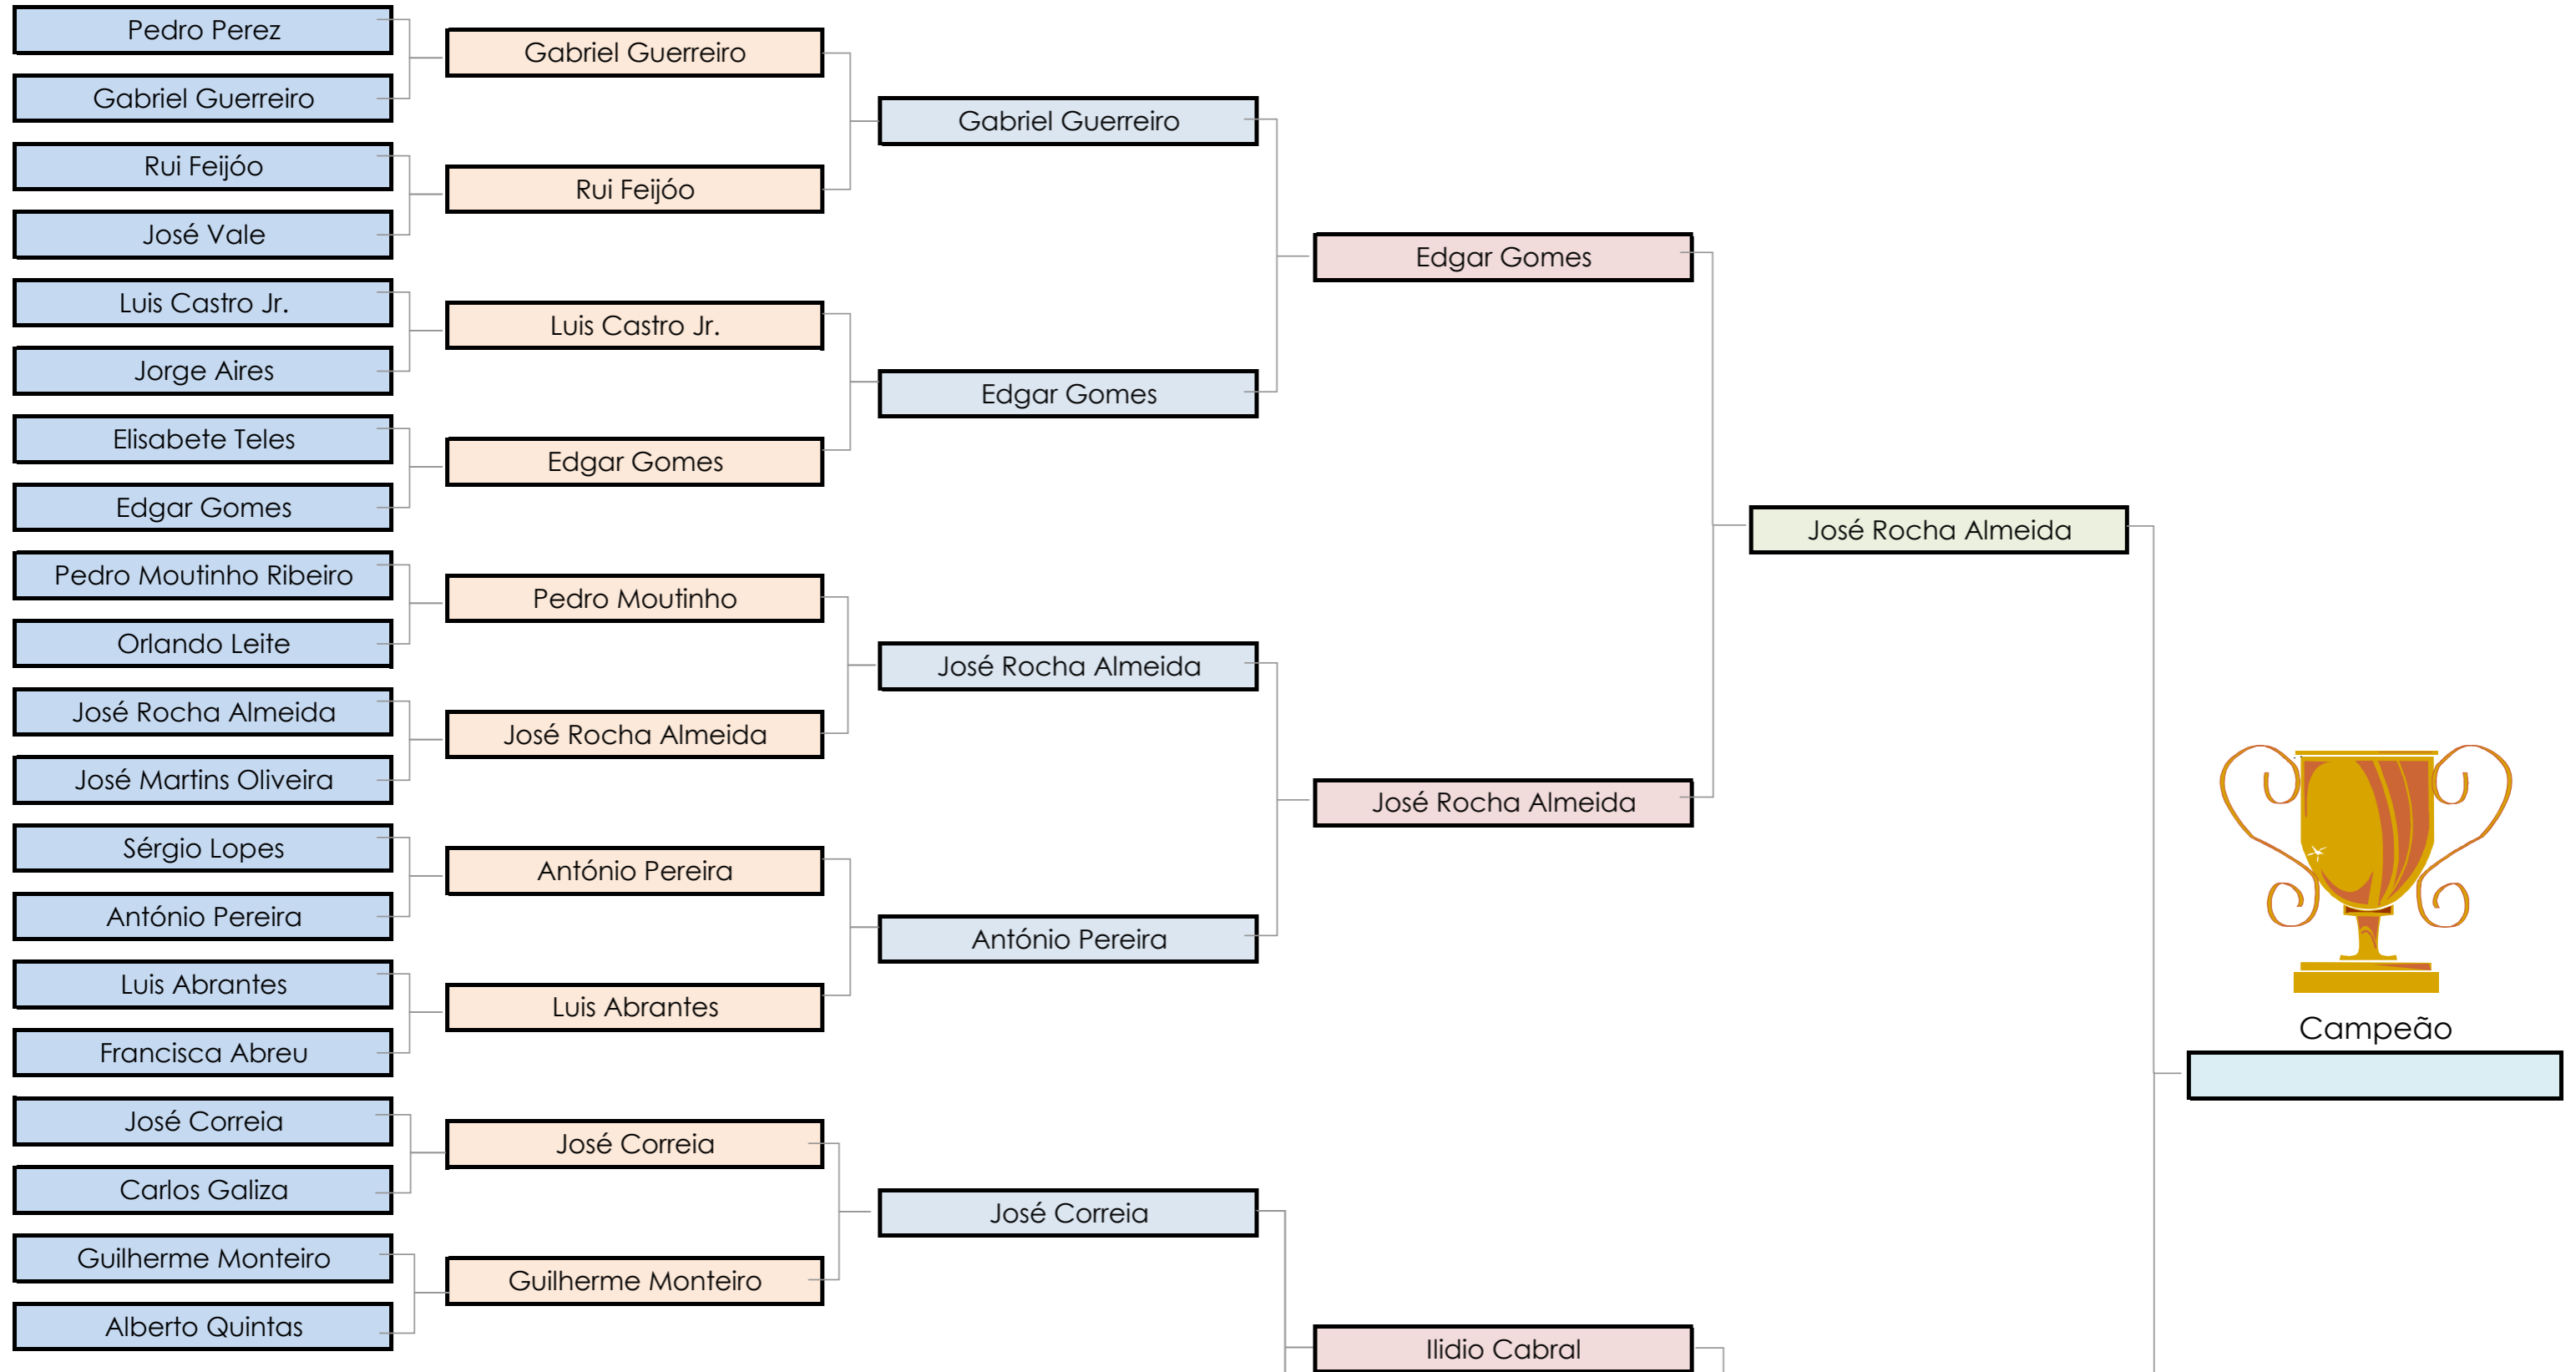 Pedro Perez
Gabriel Guerreiro
Rui Feijóo
José Vale
Luis Castro Jr.
Jorge Aires
Elisabete Teles
Edgar Gomes
Pedro Moutinho Ribeiro
Orlando Leite
José Rocha Almeida
José Martins Oliveira
Sérgio Lopes
António Pereira
Luis Abrantes
Francisca Abreu
José Correia
Carlos Galiza
Guilherme Monteiro
Alberto Quintas
Gabriel Guerreiro
Rui Feijóo
Luis Castro Jr.
Edgar Gomes
Pedro Moutinho
José Rocha Almeida
António Pereira
Luis Abrantes
José Correia
Guilherme Monteiro
Gabriel Guerreiro
Edgar Gomes
José Rocha Almeida
António Pereira
José Correia
Edgar Gomes
José Rocha Almeida
Ilidio Cabral
José Rocha Almeida
Campeão